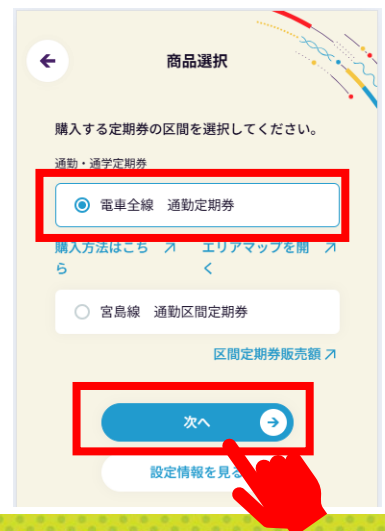 商品選択
購入する定期券の区間を選択してください。
通勤・通学定期券
電車全線　通勤定期券
購入方法はこち
ら
エリアマップを開
く
宮島線　通勤区間定期券
区間定期券販売額
次へ
設定情報を見る